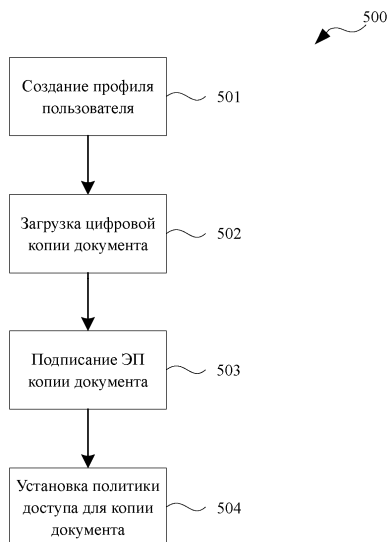 500
Создание профиля
пользователя
501
Загрузка цифровой
копии документа
502
Подписание ЭП
копии документа
503
Установка политики
доступа для копии
документа
504